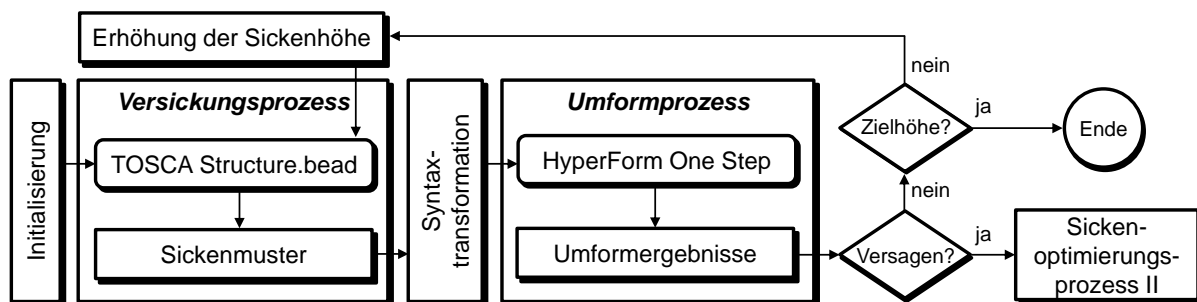 Erhöhung der Sickenhöhe
Initialisierung
Versickungsprozess
TOSCA Structure.bead
Sickenmuster
Syntax-
transformation
Umformprozess
HyperForm One Step
Umformergebnisse
Versagen?
nein
ja
Zielhöhe?
nein
ja
Ende
Sicken-
optimierungs-
prozess II